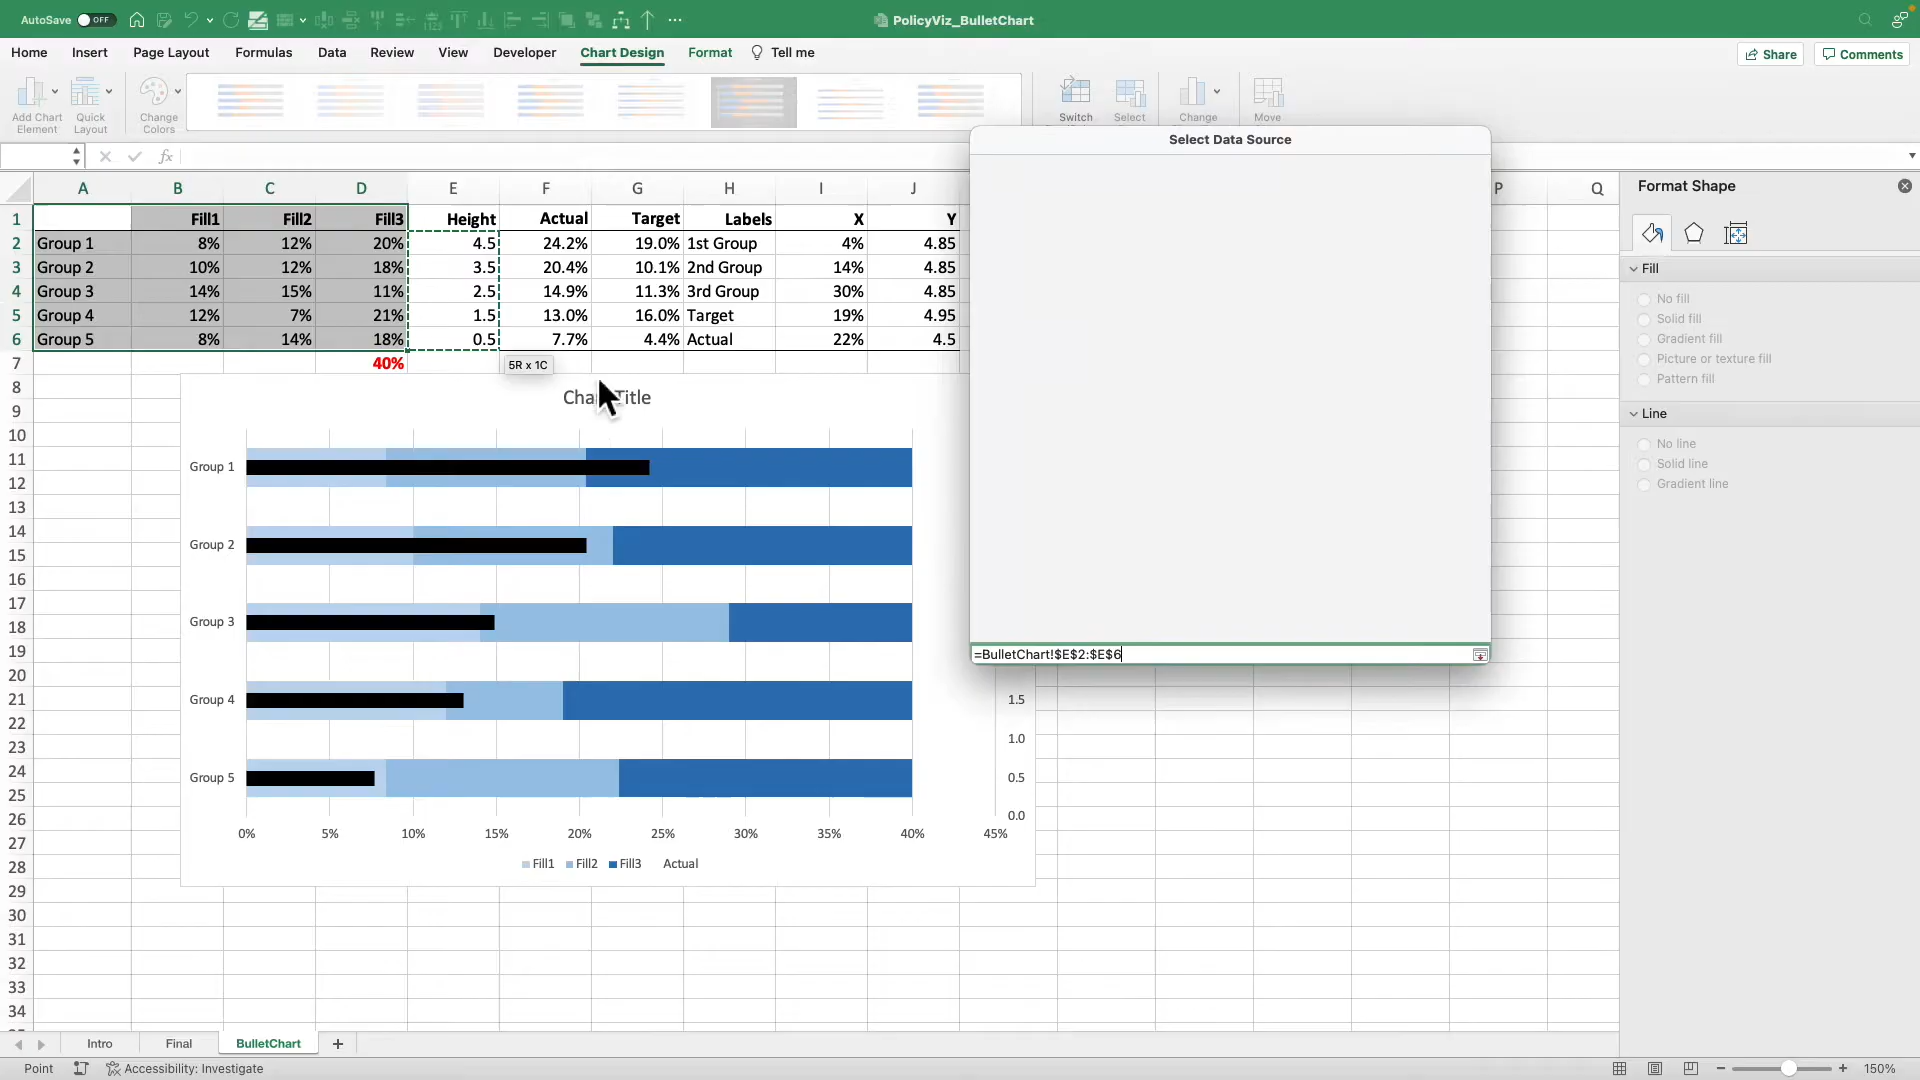 AutoSave OFF PolicyViz_BulletChart
Home Insert Page Layout Formulas Data Review View Developer Chart Design Format Tell me Share Comments
Add Chart Element Quick Layout Change Colors Switch Select Change Move
Select Data Source
fx
A B C D E F G H I J P Q
Format Shape
1 Fill1 Fill2 Fill3 Height Actual Target Labels X Y
2 Group 1 8% 12% 20% 4.5 24.2% 19.0% 1st Group 4% 4.85
3 Group 2 10% 12% 18% 3.5 20.4% 10.1% 2nd Group 14% 4.85
4 Group 3 14% 15% 11% 2.5 14.9% 11.3% 3rd Group 30% 4.85
5 Group 4 12% 7% 21% 1.5 13.0% 16.0% Target 19% 4.95
6 Group 5 8% 14% 18% 0.5 7.7% 4.4% Actual 22% 4.5
7 40% 5R x 1C
8
9
10
11
12
13
14
15
16
17
18
19
20
21
22
23
24
25
26
27
28
29
30
31
32
33
34
Group 1
Group 2
Group 3
Group 4
Group 5
1.5
1.0
0.5
0.0
0% 5% 10% 15% 20% 25% 30% 35% 40% 45%
Fill1 Fill2 Fill3 Actual
=BulletChart!$E$2:$E$6
Fill
No fill
Solid fill
Gradient fill
Picture or texture fill
Pattern fill
Line
No line
Solid line
Gradient line
Intro Final BulletChart +
Point Accessibility: Investigate 150%